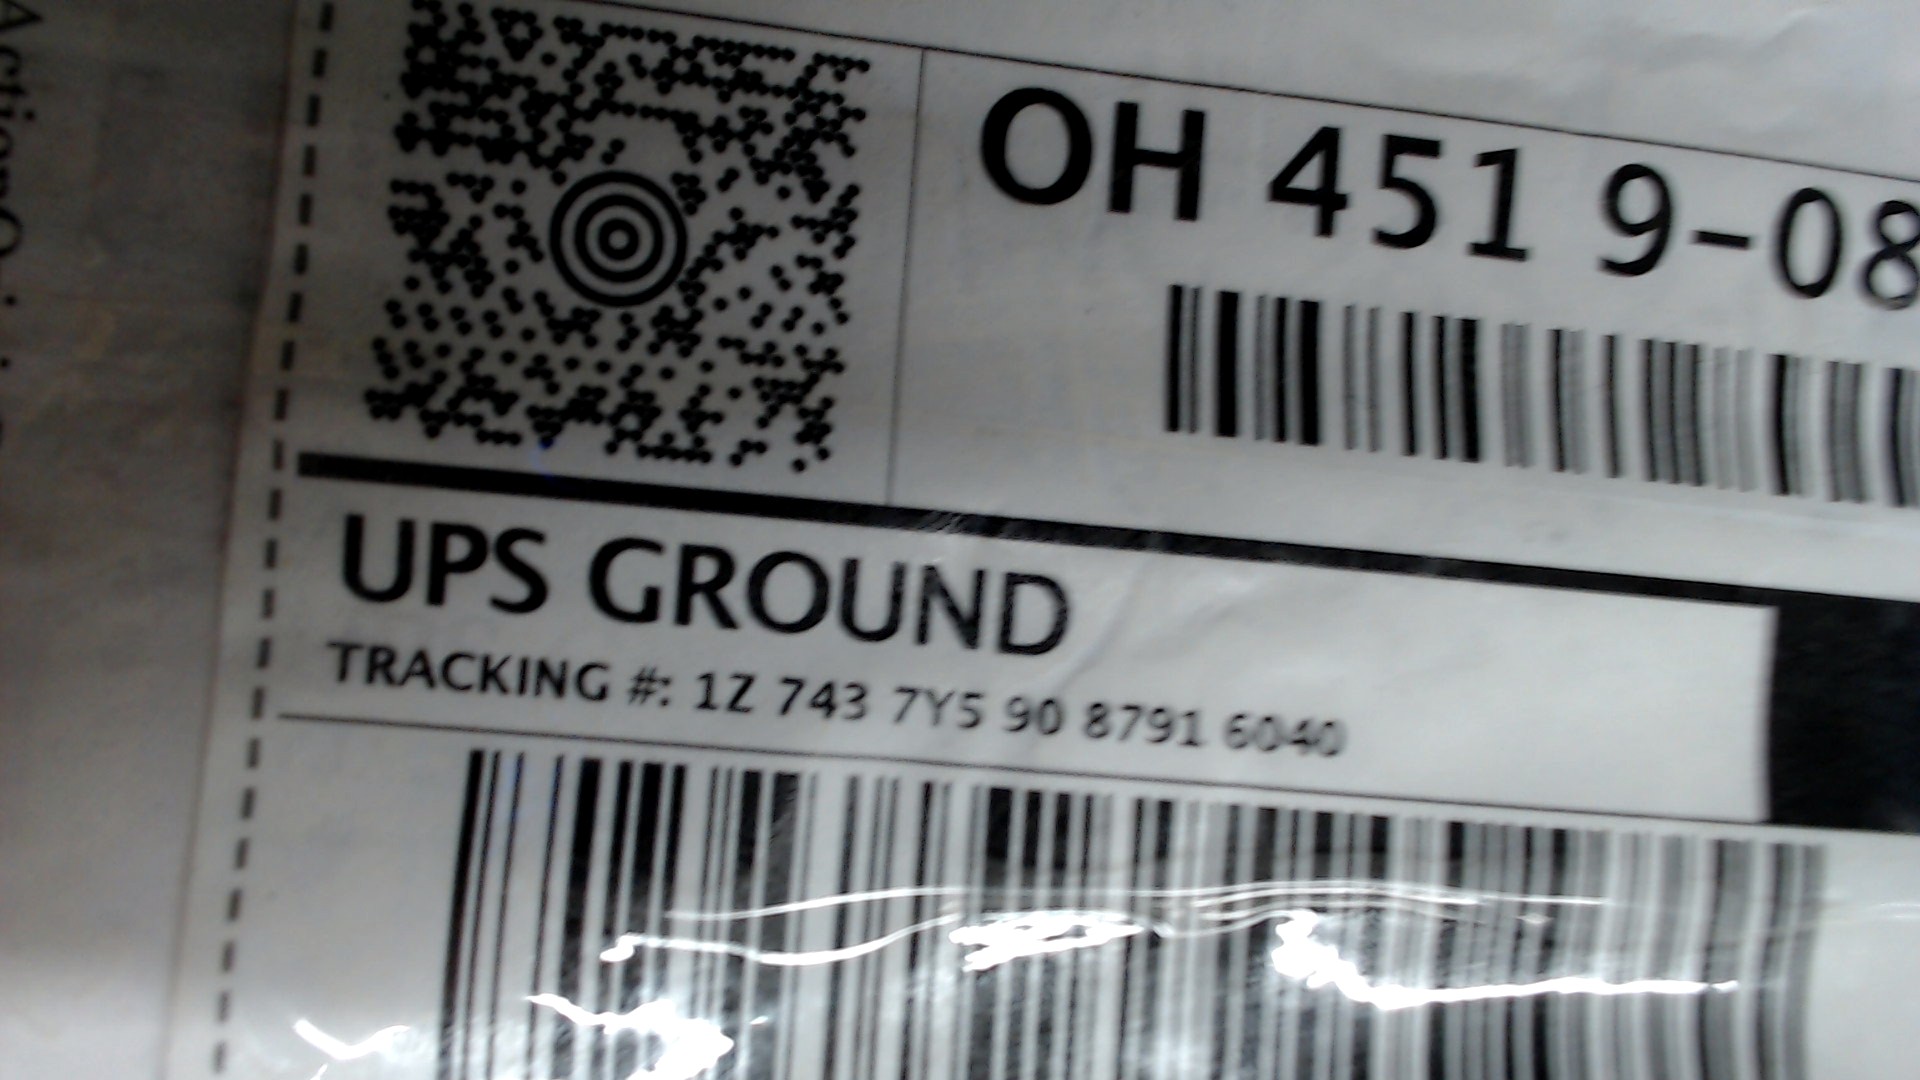 OH 451 9-08
UPS GROUND
TRACKING #: 1Z 743 7Y5 90 8791 6040